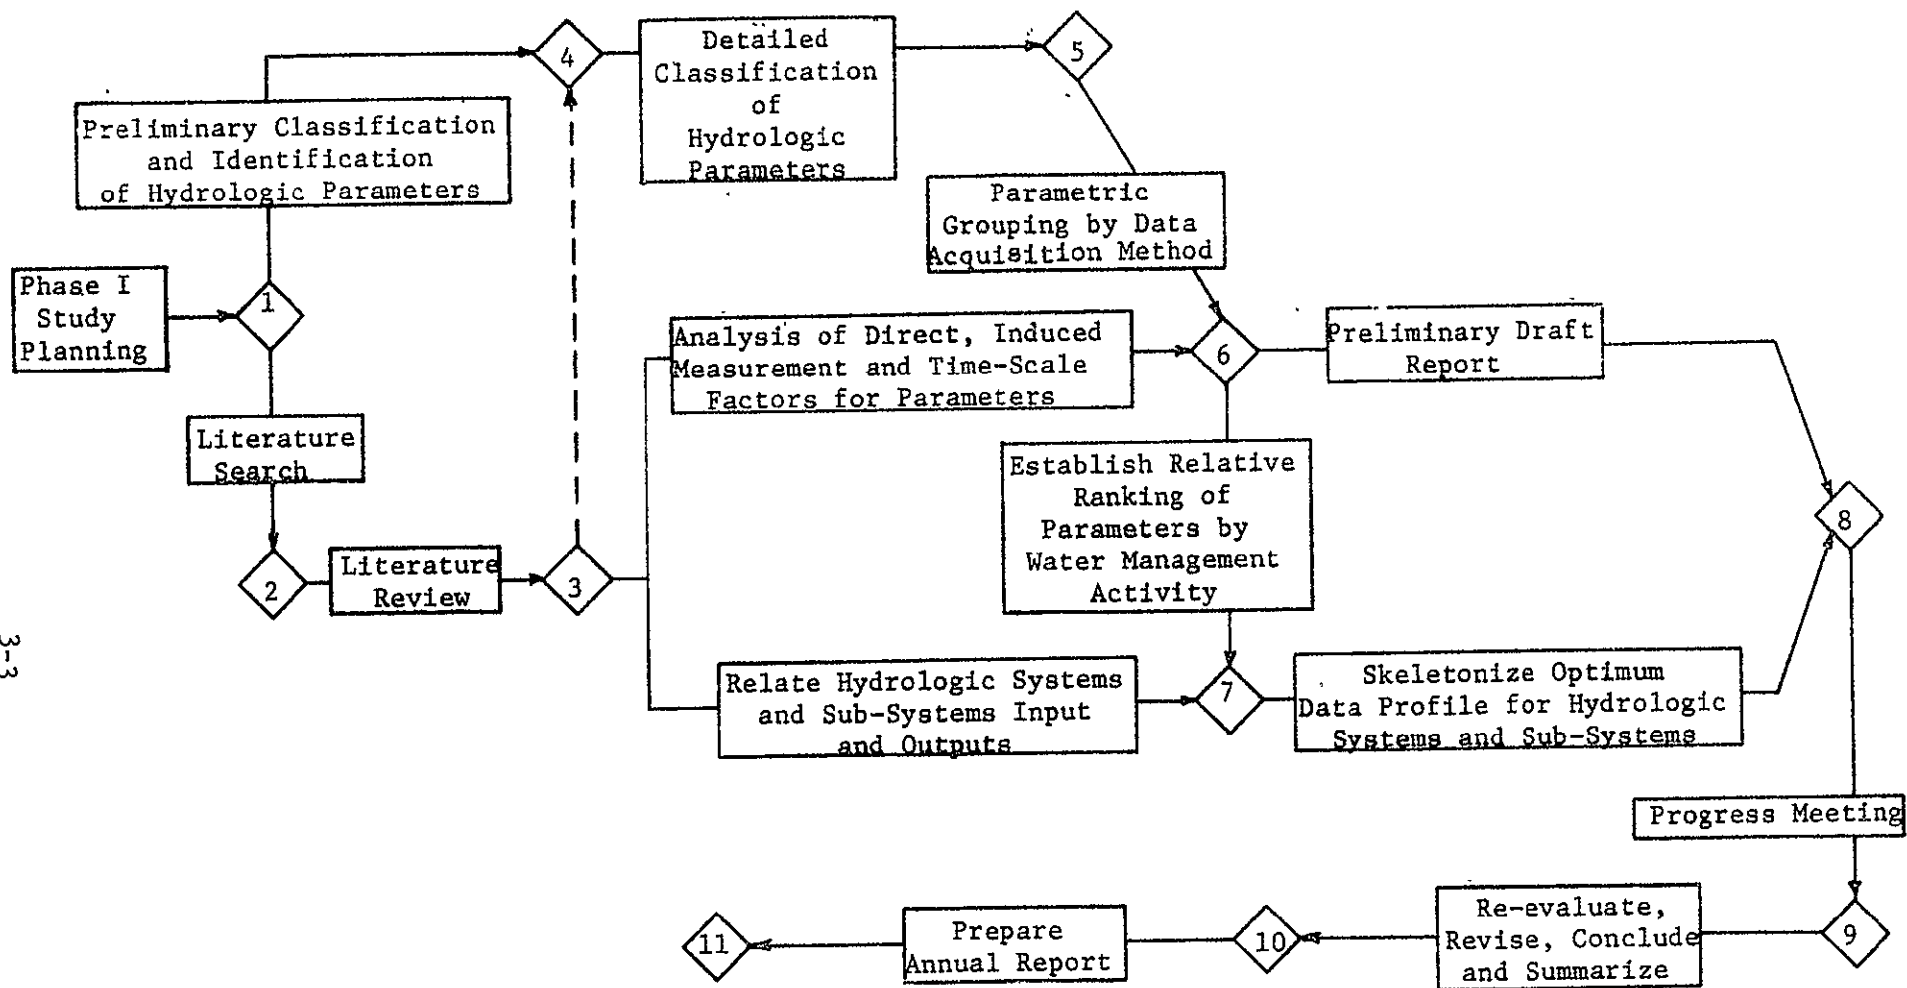 4
Detailed
Classification
of
Hydrologic
Parameters
5
Preliminary Classification
and Identification
of Hydrologic Parameters
Parametric
Grouping by Data
Acquisition Method
Phase I
Study
Planning
1
Analysis of Direct, Induced
Measurement and Time-Scale
Factors for Parameters
6
Preliminary Draft
Report
Literature
Search
Establish Relative
Ranking of
Parameters by
Water Management
Activity
8
2
Literature
Review
3
Relate Hydrologic Systems
and Sub-Systems Input
and Outputs
7
Skeletonize Optimum
Data Profile for Hydrologic
Systems and Sub-Systems
Progress Meeting
9
Re-evaluate,
Revise, Conclude
and Summarize
10
Prepare
Annual Report
11
3-3